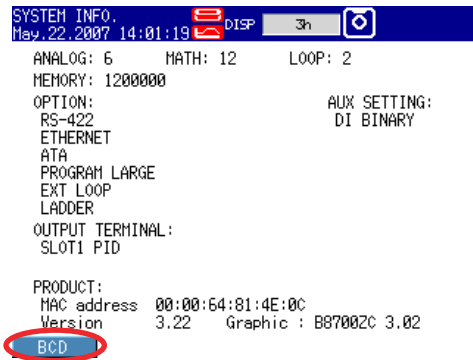 SYSTEM INFO.
May.22.2007 14:01:19 DISP 3h
ANALOG: 6 MATH: 12 LOOP: 2
MEMORY: 1200000
OPTION: AUX SETTING:
RS-422 DI BINARY
ETHERNET
ATA
PROGRAM LARGE
EXT LOOP
LADDER
OUTPUT TERMINAL:
SLOT1 PID
PRODUCT:
MAC address 00:00:64:81:4E:0C
Version 3.22 Graphic : B8700ZC 3.02
BCD